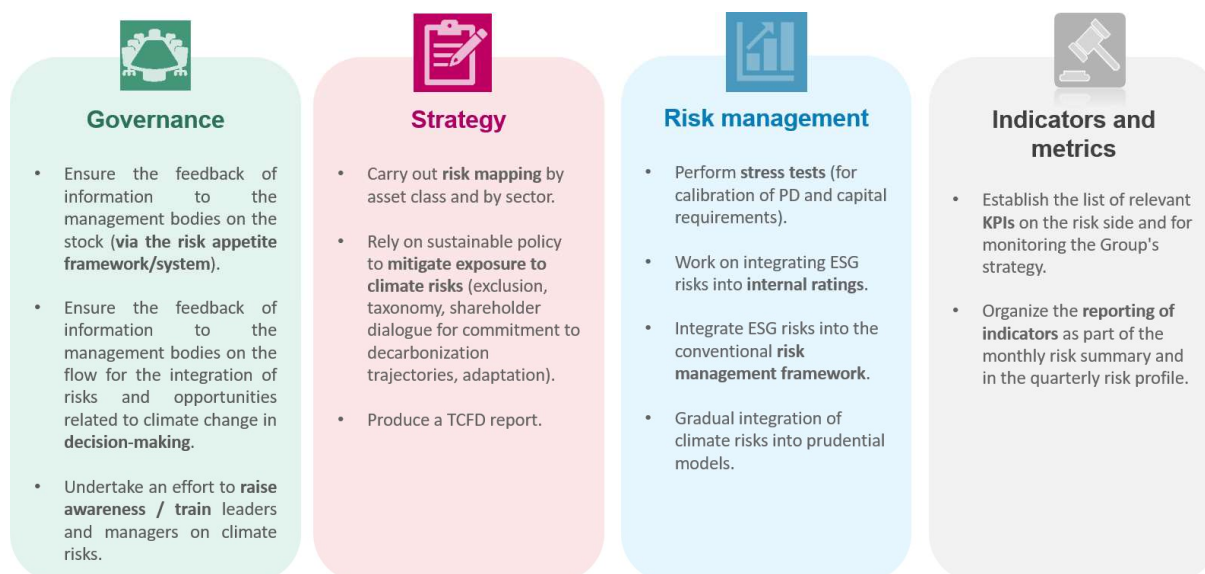 Governance
• Ensure the feedback of
information to the
management bodies on the
stock (via the risk appetite
framework/system).
• Ensure the feedback of
information to the
management bodies on the
flow for the integration of
risks and opportunities
related to climate change in
decision-making.
• Undertake an effort to raise
awareness / train leaders
and managers on climate
risks.
Strategy
• Carry out risk mapping by
asset class and by sector.
• Rely on sustainable policy
to mitigate exposure to
climate risks (exclusion,
taxonomy, shareholder
dialogue for commitment to
decarbonization
trajectories, adaptation).
• Produce a TCFD report.
Risk management
• Perform stress tests (for
calibration of PD and capital
requirements).
• Work on integrating ESG
risks into internal ratings.
• Integrate ESG risks into the
conventional risk
management framework.
• Gradual integration of
climate risks into prudential
models.
Indicators and
metrics
• Establish the list of relevant
KPIs on the risk side and for
monitoring the Group's
strategy.
• Organize the reporting of
indicators as part of the
monthly risk summary and
in the quarterly risk profile.